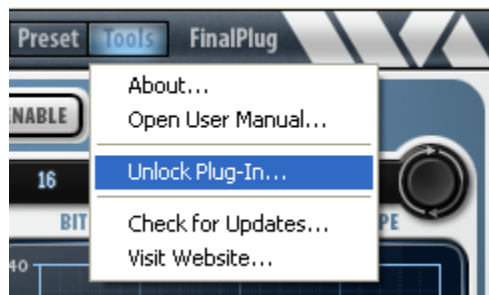 Preset Tools FinalPlug
About...
NABLE
Open User Manual...
16
Unlock Plug-In...
BIT
Check for Updates...
PE
Visit Website...
40